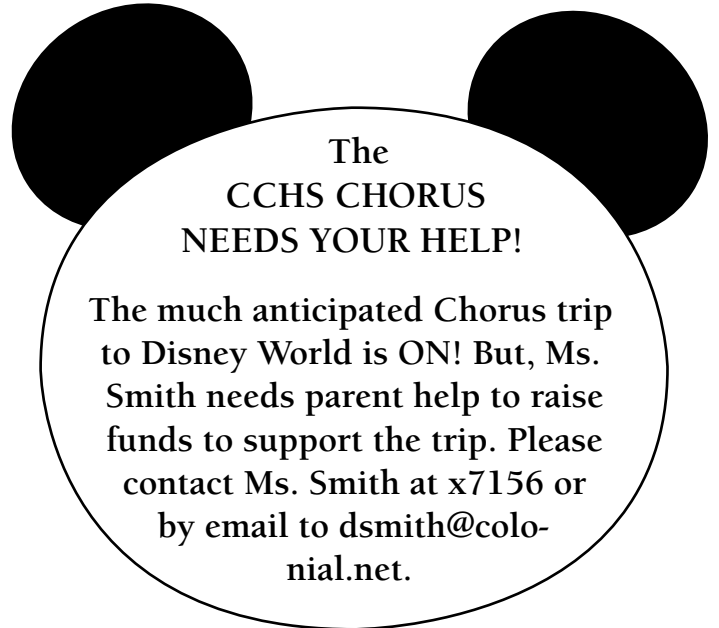 The
CCHS CHORUS
NEEDS YOUR HELP!
The much anticipated Chorus trip
to Disney World is ON! But, Ms.
Smith needs parent help to raise
funds to support the trip. Please
contact Ms. Smith at x7156 or
by email to dsmith@colo-
nial.net.